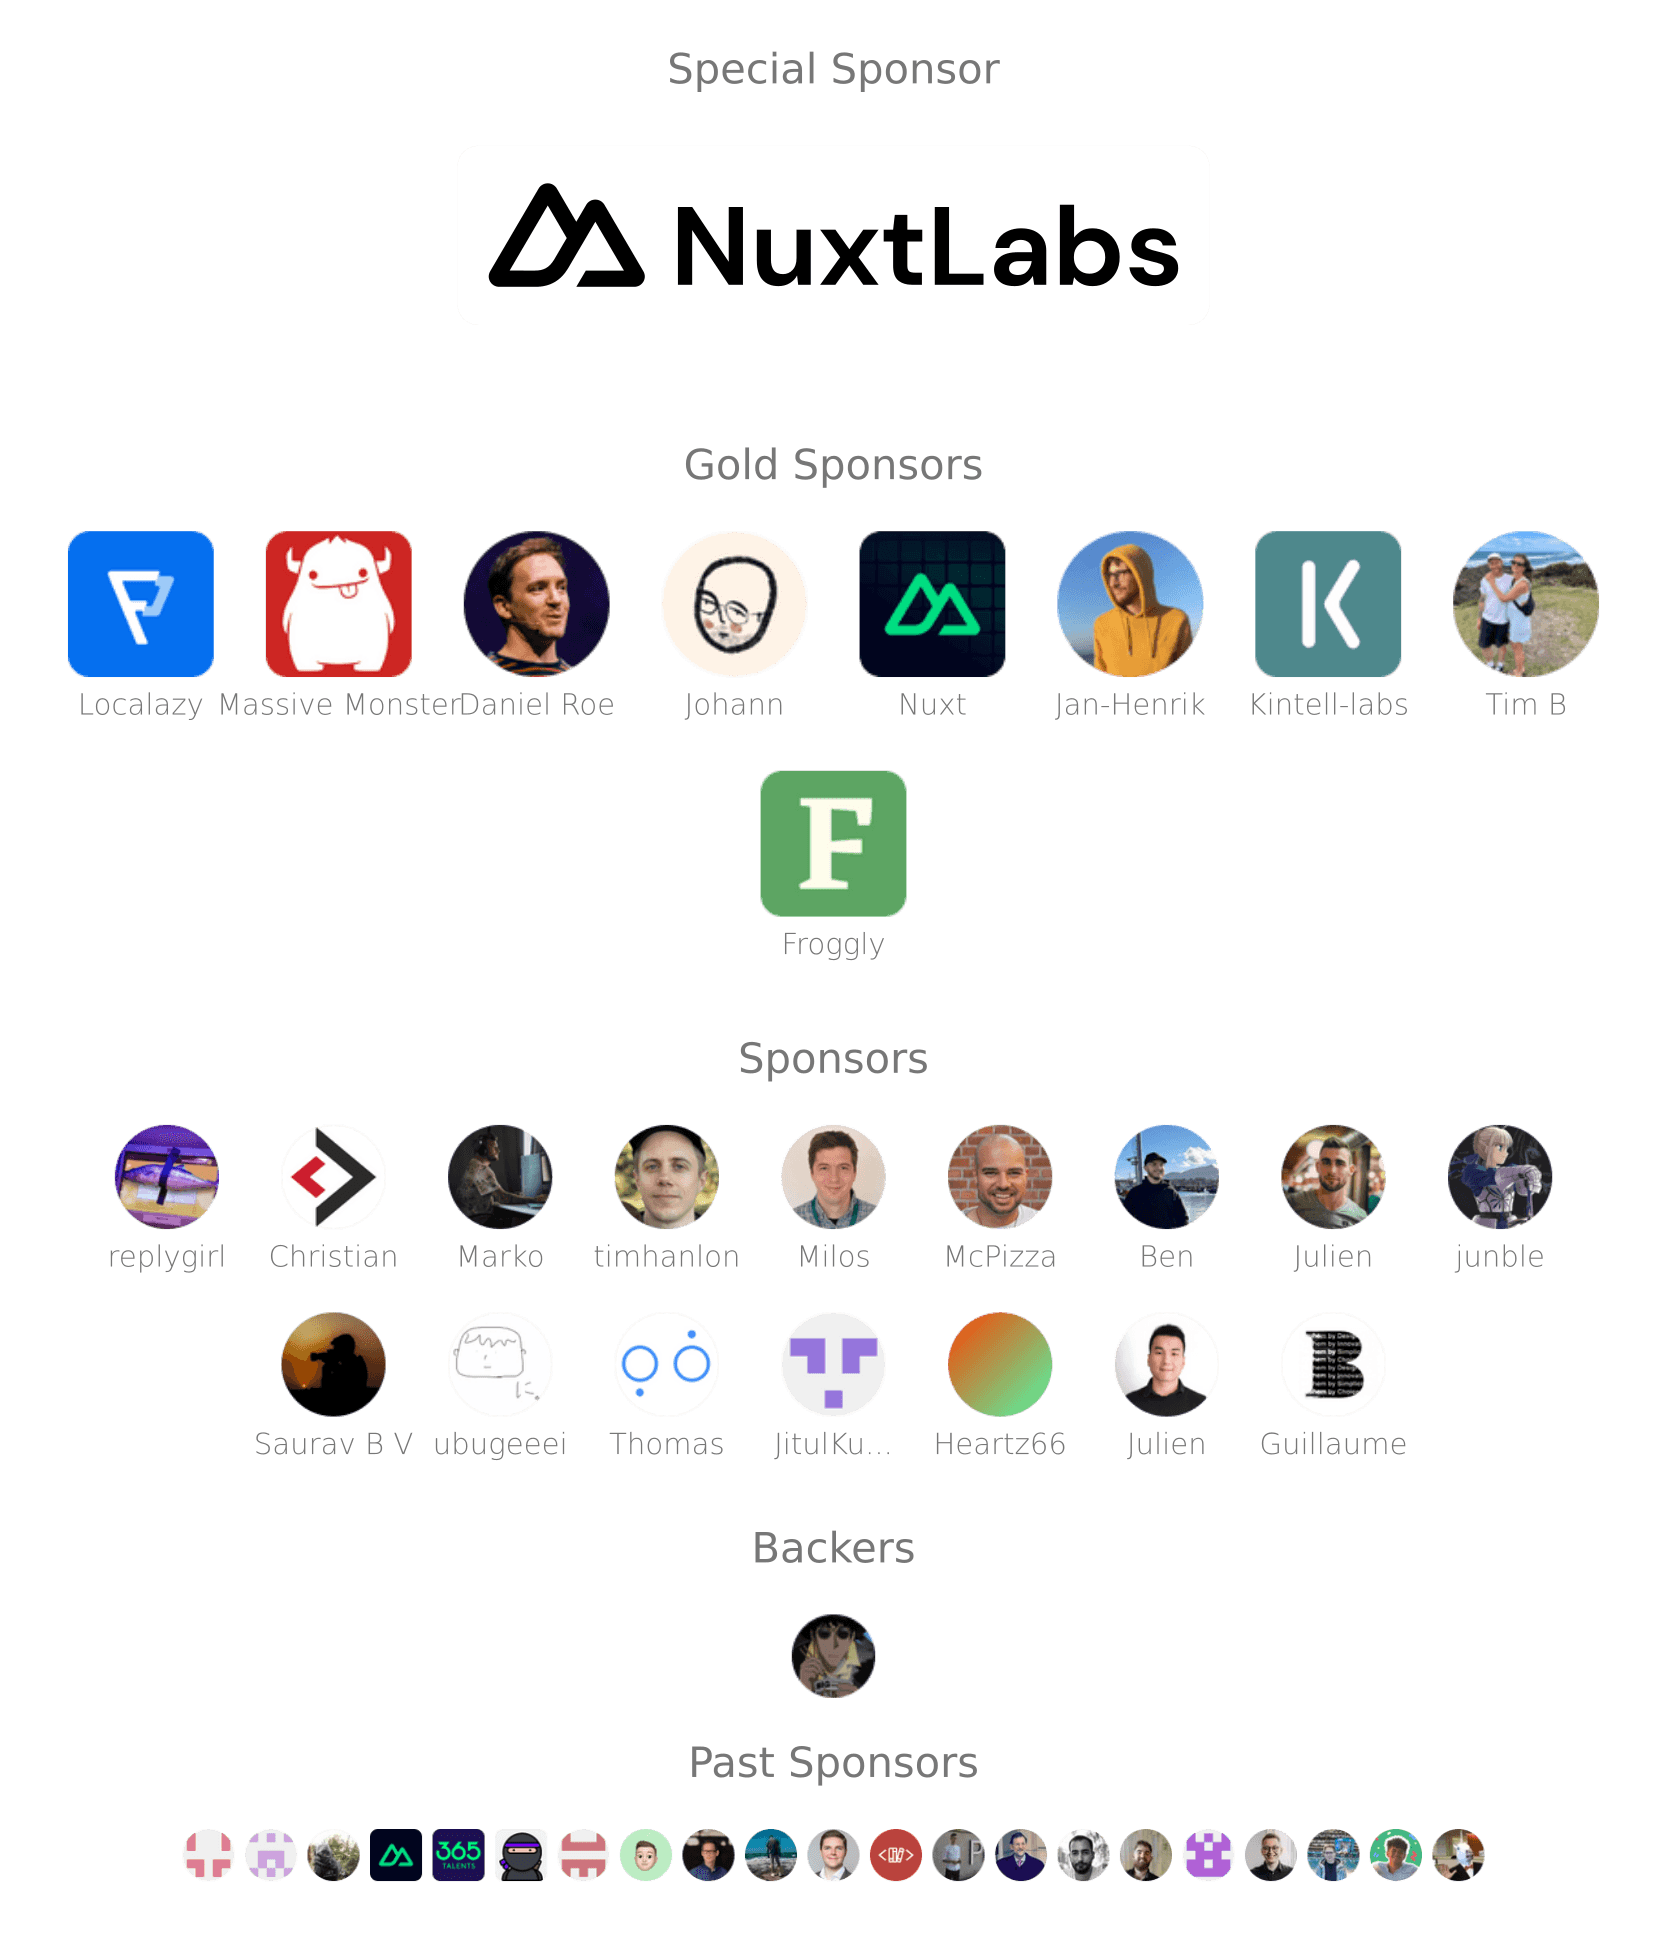 Special Sponsor
NuxtLabs
Gold Sponsors
Localazy Massive Monster Daniel Roe Johann Nuxt Jan-Henrik Kintell-labs Tim B
F
Froggly
Sponsors
replygirl Christian Marko timhanlon Milos McPizza Ben Julien junble
Saurav B V ubugeeei Thomas JitulKu... Heartz66 Julien Guillaume
Backers
Past Sponsors
365
TALENTS